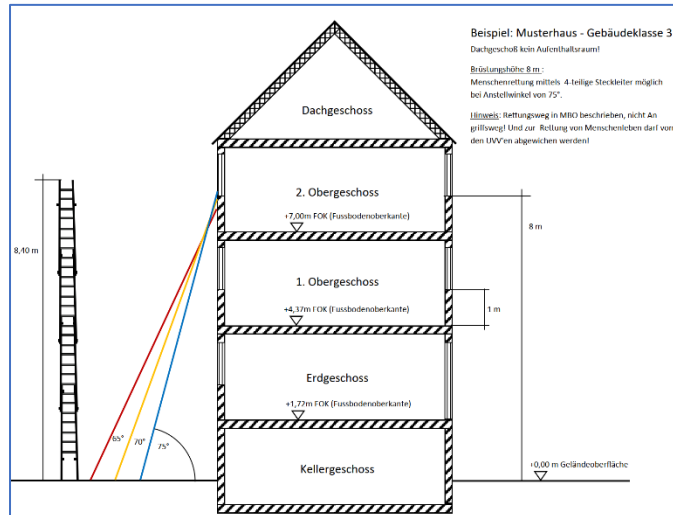 Beispiel: Musterhaus - Gebäudeklasse 3
Dachgeschoß kein Aufenthaltsraum!
Brüstungshöhe 8 m :
Menschenrettung mittels 4-teilige Steckleiter möglich
bei Anstellwinkel von 75°.
Hinweis: Rettungsweg in MBO beschrieben, nicht An
griffsweg! Und zur Rettung von Menschenleben darf von
den UVV'en abgewichen werden!
Dachgeschoss
2. Obergeschoss
+7,00m FOK (Fussbodenoberkante)
8,40 m
8 m
1. Obergeschoss
+4,37m FOK (Fussbodenoberkante)
1 m
Erdgeschoss
+1,72m FOK (Fussbodenoberkante)
65°
70°
75°
Kellergeschoss
+0,00 m Geländeoberfläche